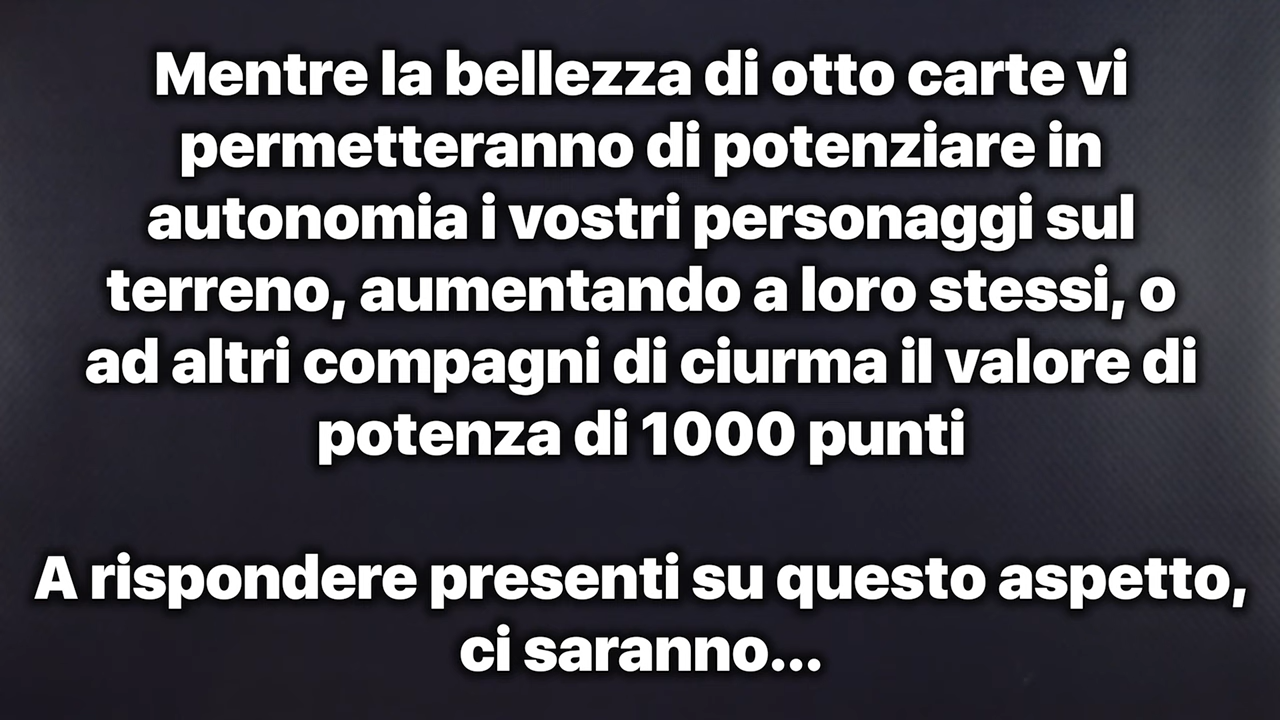 Mentre la bellezza di otto carte vi
permetteranno di potenziare in
autonomia i vostri personaggi sul
terreno, aumentando a loro stessi, o
ad altri compagni di ciurma il valore di
potenza di 1000 punti
A rispondere presenti su questo aspetto,
ci saranno...